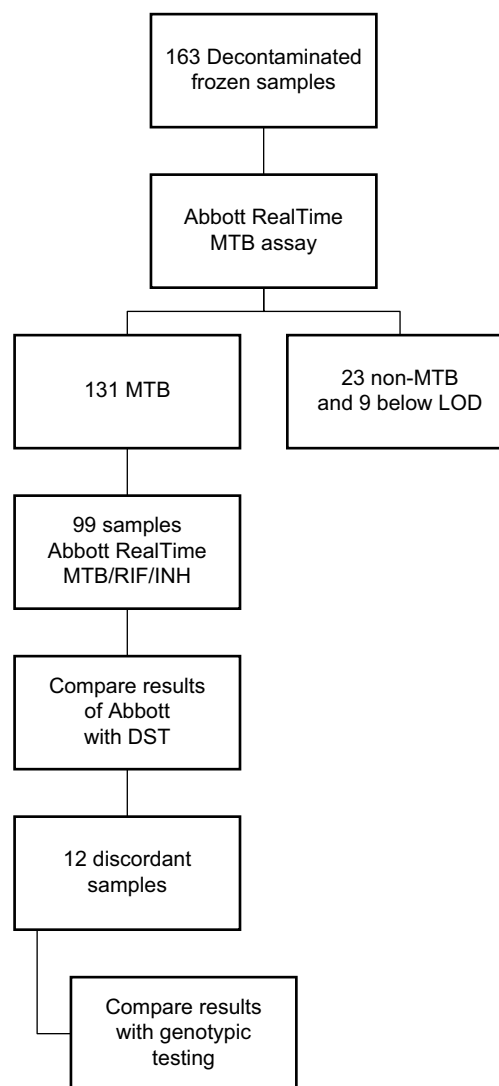 163 Decontaminated
frozen samples
Abbott RealTime
MTB assay
131 MTB
23 non-MTB
and 9 below LOD
99 samples
Abbott RealTime
MTB/RIF/INH
Compare results
of Abbott
with DST
12 discordant
samples
Compare results
with genotypic
testing